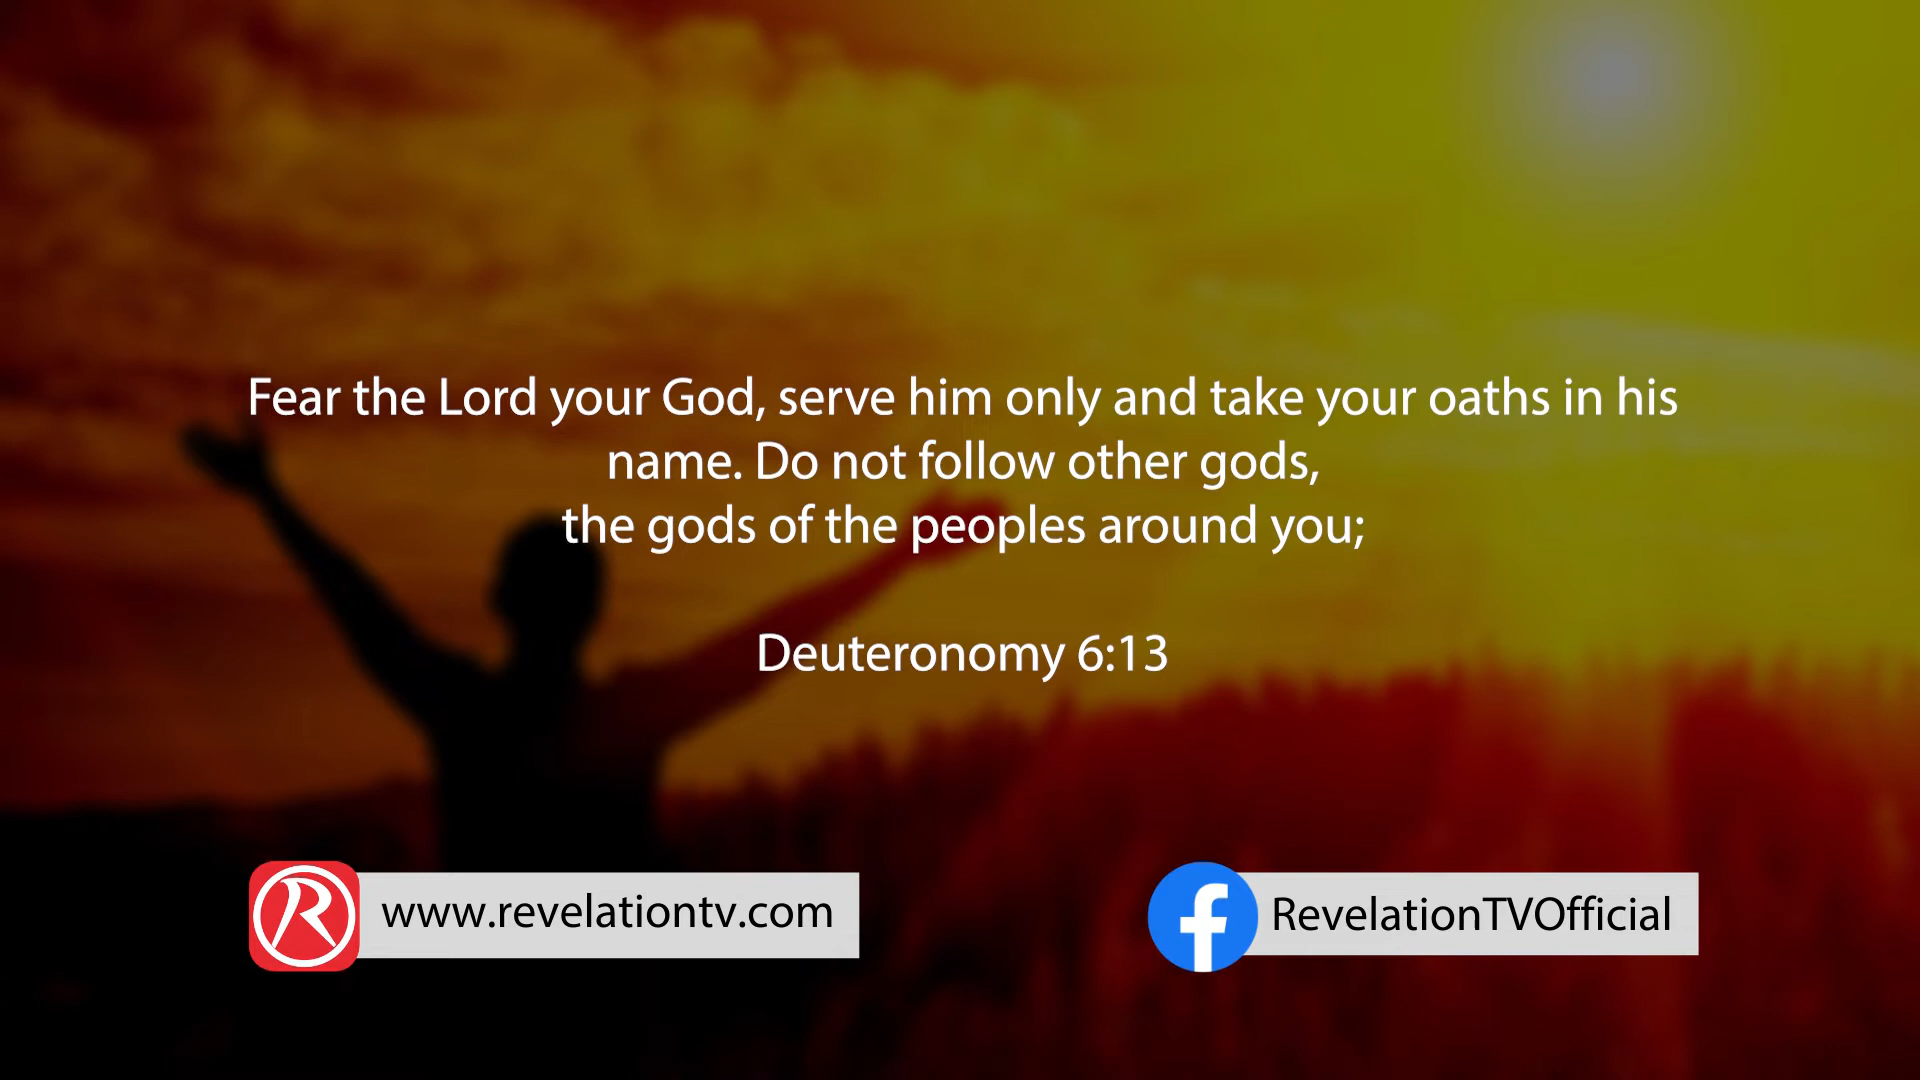 Fear the Lord your God, serve him only and take your oaths in his
name. Do not follow other gods,
the gods of the peoples around you;
Deuteronomy 6:13
www.revelationtv.com
RevelationTVOfficial